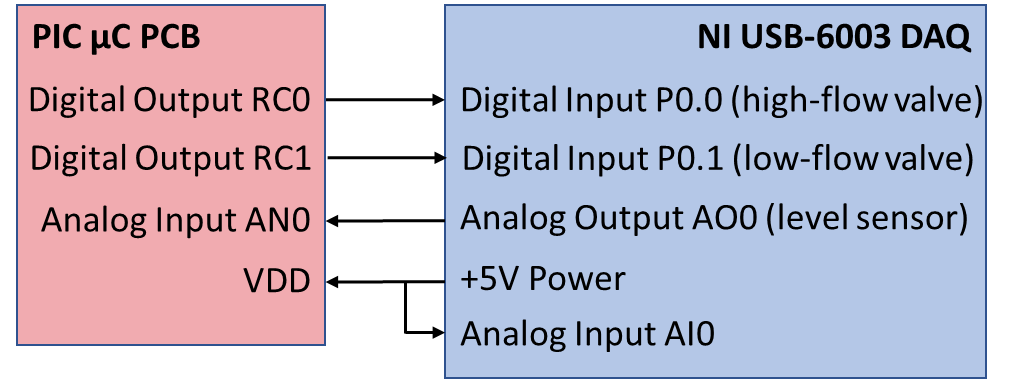 PIC µC PCB
Digital Output RC0
Digital Output RC1
Analog Input AN0
VDD
NI USB-6003 DAQ
Digital Input P0.0 (high-flow valve)
Digital Input P0.1 (low-flow valve)
Analog Output AO0 (level sensor)
+5V Power
Analog Input AI0